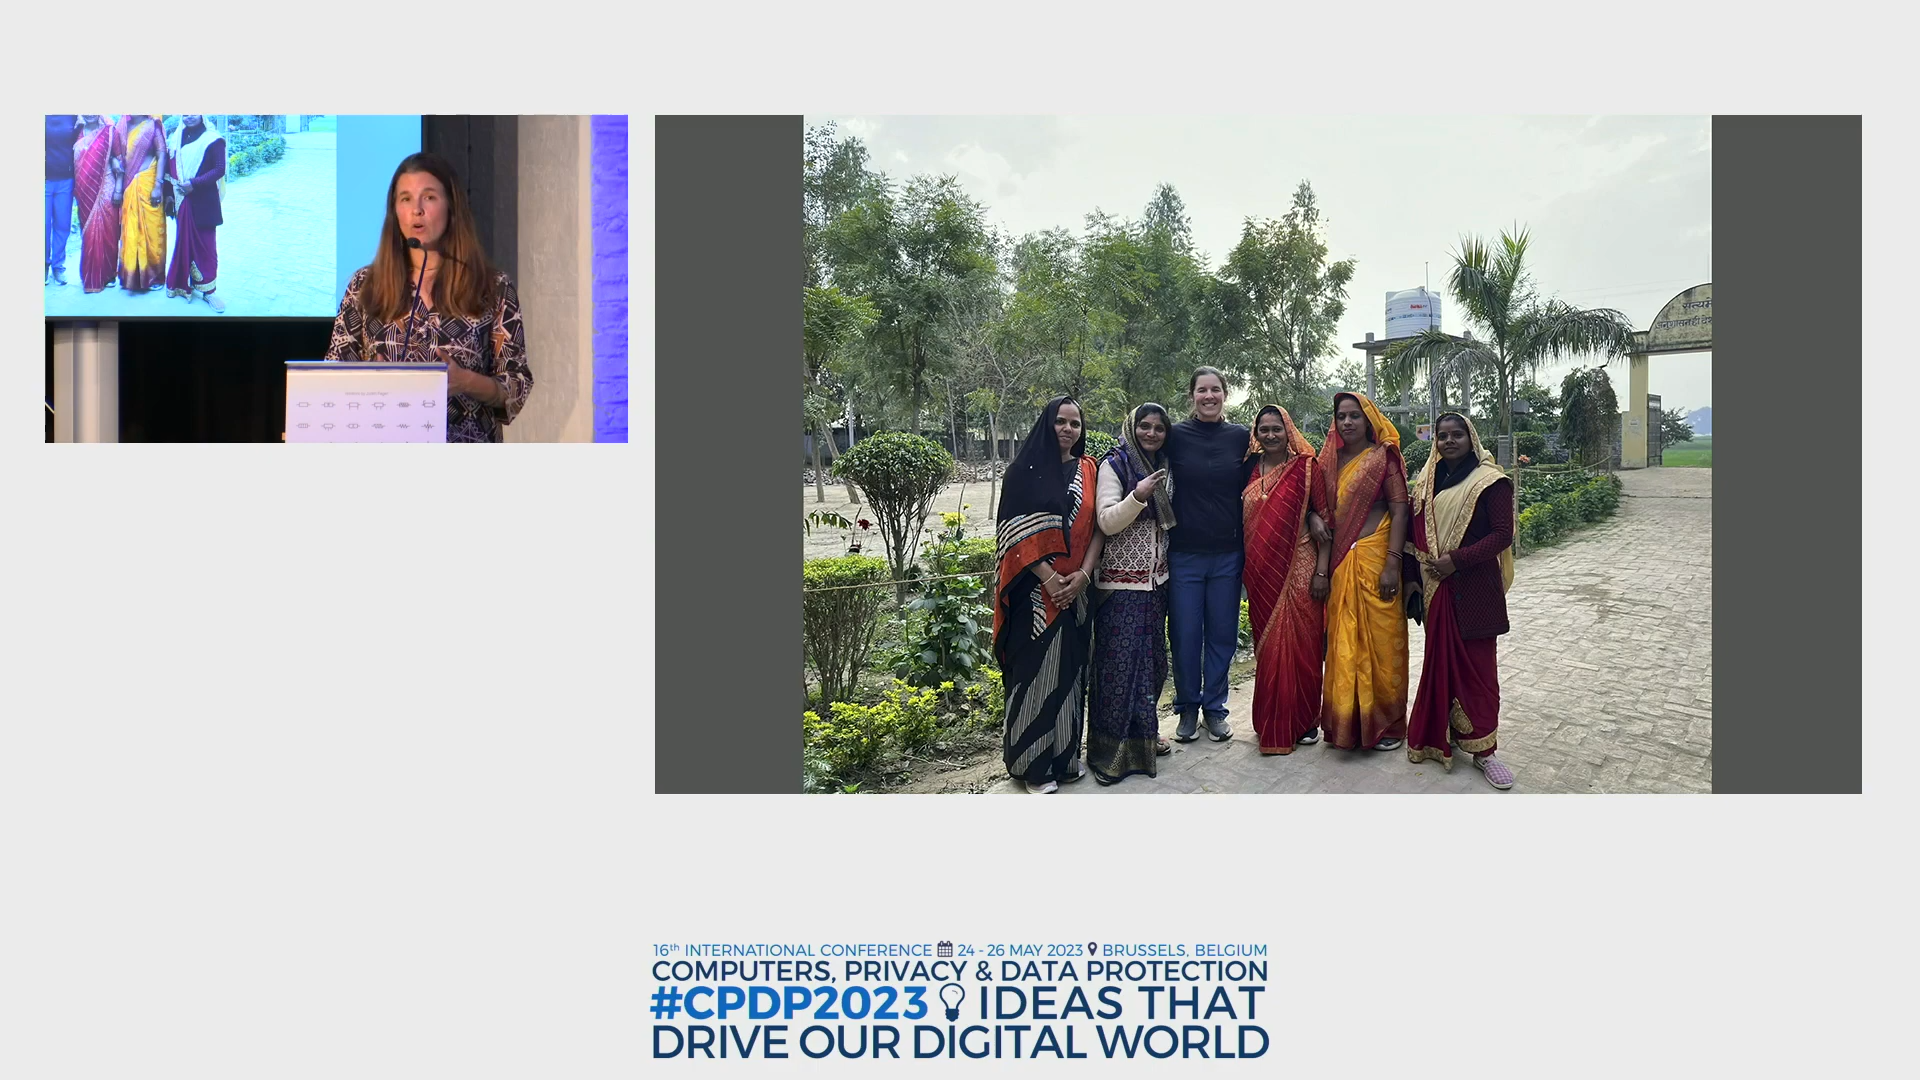 16th INTERNATIONAL CONFERENCE 24 - 26 MAY 2023 BRUSSELS, BELGIUM
COMPUTERS, PRIVACY & DATA PROTECTION
#CPDP2023 IDEAS THAT
DRIVE OUR DIGITAL WORLD